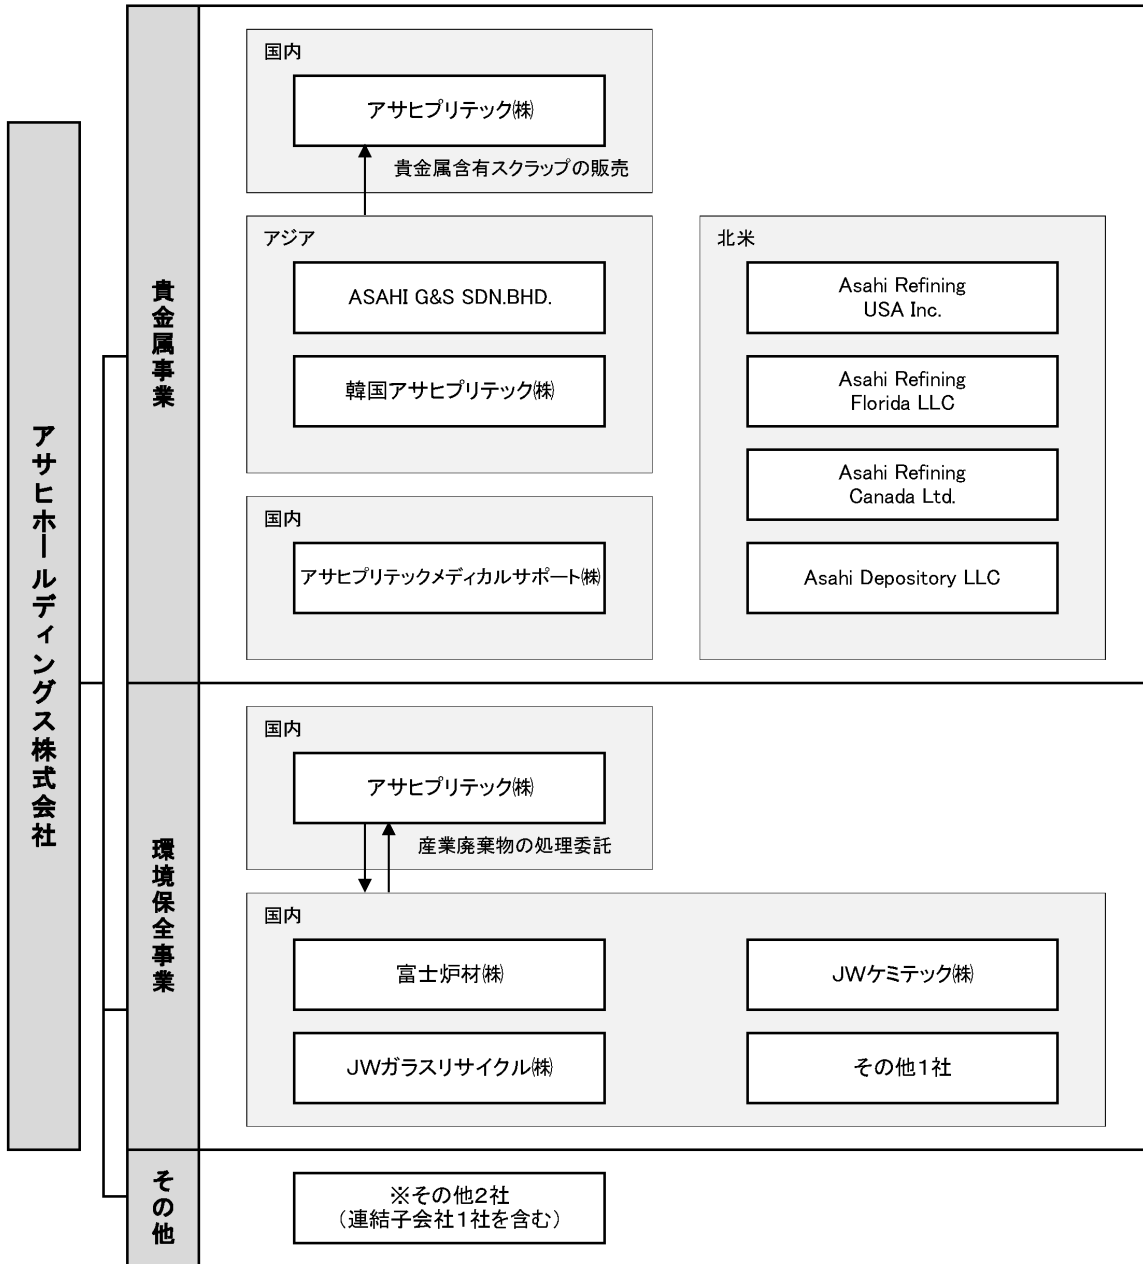 アサヒホールディングス株式会社
貴金属事業
国内
アサヒプリテック㈱
貴金属含有スクラップの販売
アジア
ASAHI G&S SDN.BHD.
韓国アサヒプリテック㈱
国内
アサヒプリテックメディカルサポート㈱
北米
Asahi Refining
USA Inc.
Asahi Refining
Florida LLC
Asahi Refining
Canada Ltd.
Asahi Depository LLC
環境保全事業
国内
アサヒプリテック㈱
産業廃棄物の処理委託
国内
富士炉材㈱
JWケミテック㈱
JWガラスリサイクル㈱
その他1社
その他
※その他2社
（連結子会社1社を含む）